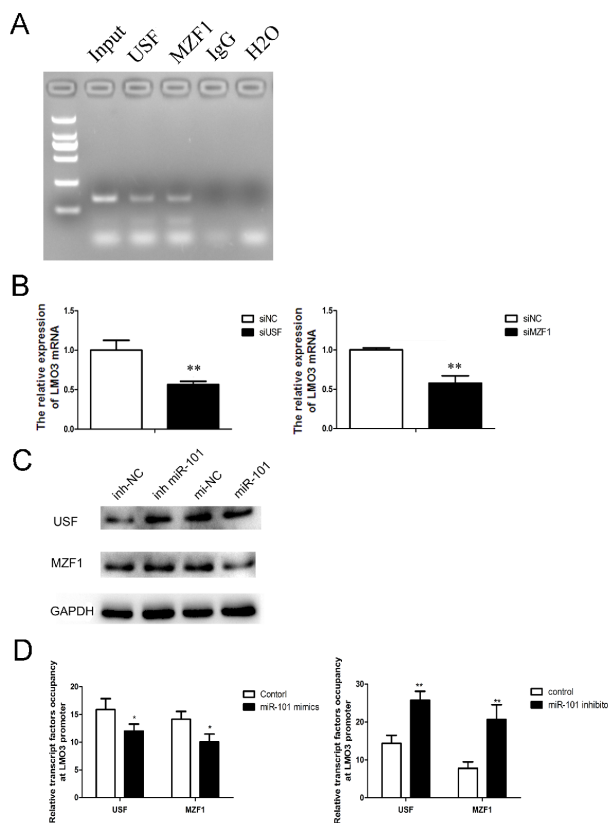 A
Input USF MZF1 IgG H2O
B
The relative expression
of LMO3 mRNA
1.5
1.0
0.5
0.0
siNC
siUSF
**
The relative expression
of LMO3 mRNA
1.5
1.0
0.5
0.0
siNC
siMZF1
**
C
inh-NC inh miR-101 mi-NC miR-101
USF
MZF1
GAPDH
D
Relative transcript factors occupancy
at LMO3 promoter
20
15
10
5
0
Contorl
miR-101 mimics
*
*
USF MZF1
Relative transcript factors occupancy
at LMO3 promoter
30
20
10
0
control
miR-101 inhibito
**
**
USF MZF1